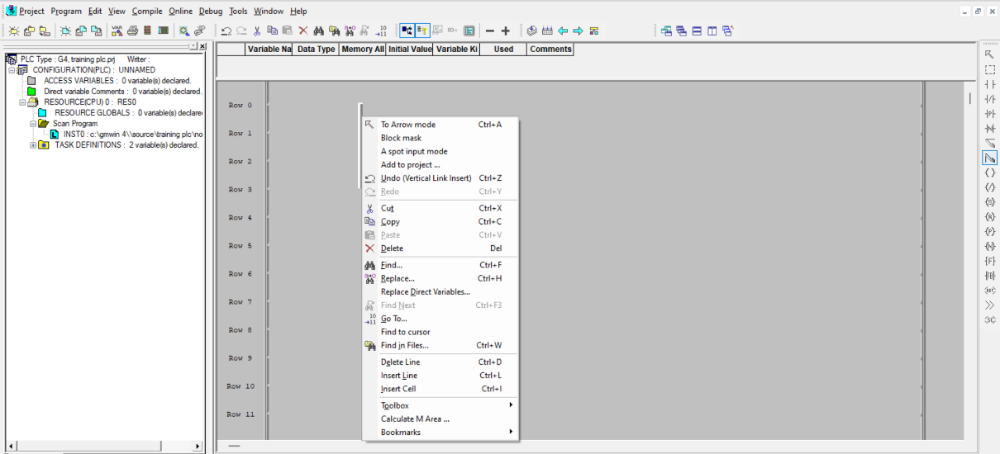 Project Program Edit View Compile Online Debug Tools Window Help
Variable Na Data Type Memory All Initial Value Variable Ki Used Comments
PLC Type : G4, training plc.prj Writer :
CONFIGURATION(PLC) : UNNAMED
ACCESS VARIABLES : 0 variable(s) declared.
Direct variable Comments : 0 variable(s) declared.
RESOURCE(CPU) 0 : RES0
RESOURCE GLOBALS : 0 variable(s) declare
Scan Program
INST0 : c:\gmwin 4\\source\training plc\no
TASK DEFINITIONS : 2 variable(s) declared.
Row 0
Row 1
Row 2
Row 3
Row 4
Row 5
Row 6
Row 7
Row 8
Row 9
Row 10
Row 11
To Arrow mode Ctrl+A
Block mask
A spot input mode
Add to project ...
Undo (Vertical Link Insert) Ctrl+Z
Redo Ctrl+Y
Cut Ctrl+X
Copy Ctrl+C
Paste Ctrl+V
Delete Del
Find... Ctrl+F
Replace... Ctrl+H
Replace Direct Variables...
Find Next Ctrl+F3
Go To...
Find to cursor
Find in Files... Ctrl+W
Delete Line Ctrl+D
Insert Line Ctrl+L
Insert Cell Ctrl+I
Toolbox
Calculate M Area ...
Bookmarks